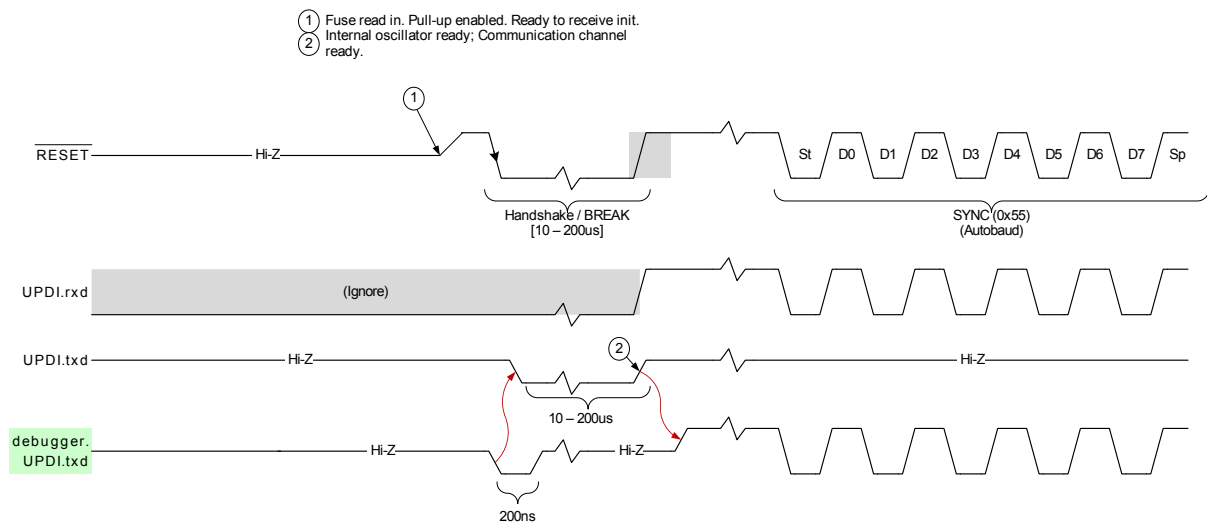 1 Fuse read in. Pull-up enabled. Ready to receive init.
2 Internal oscillator ready; Communication channel
ready.
1
RESET Hi-Z St D0 D1 D2 D3 D4 D5 D6 D7 Sp
Handshake / BREAK
[10 – 200us]
SYNC (0x55)
(Autobaud)
UPDI.rxd (Ignore)
2
UPDI.txd Hi-Z Hi-Z
10 – 200us
debugger.
UPDI.txd Hi-Z Hi-Z
200ns